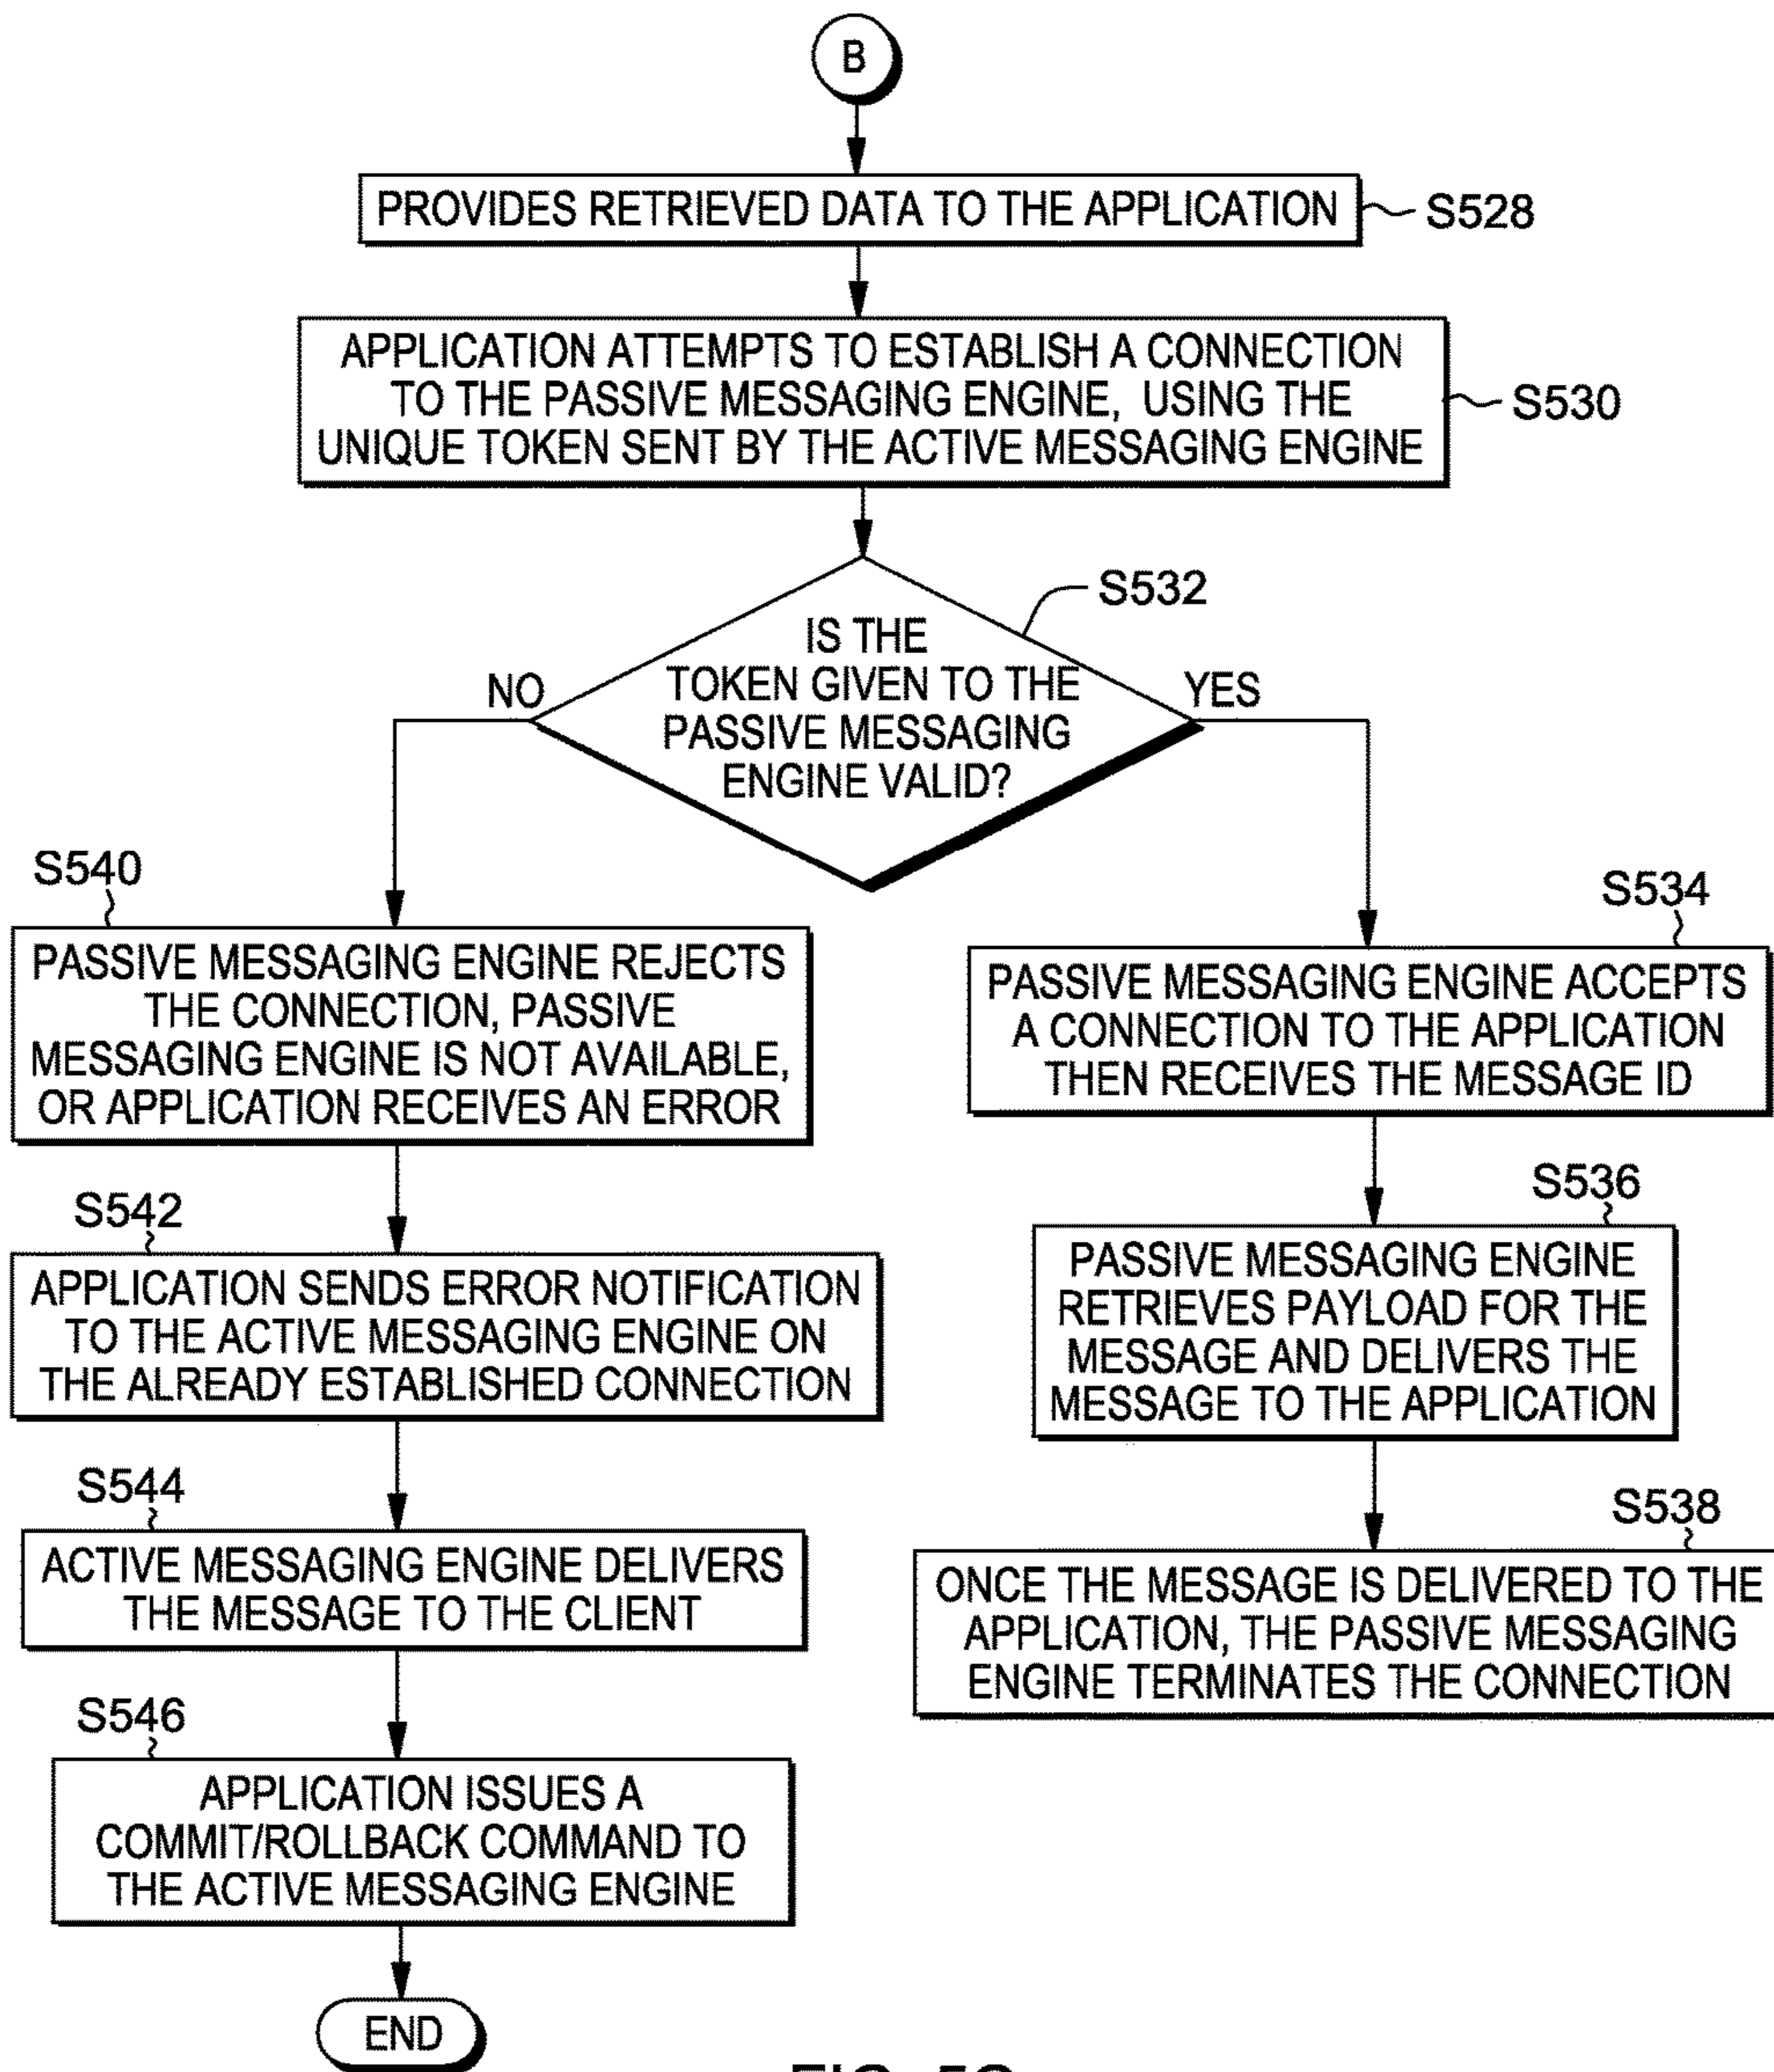 B
PROVIDES RETRIEVED DATA TO THE APPLICATION
S528
APPLICATION ATTEMPTS TO ESTABLISH A CONNECTION
TO THE PASSIVE MESSAGING ENGINE, USING THE
UNIQUE TOKEN SENT BY THE ACTIVE MESSAGING ENGINE
S530
S532
IS THE
TOKEN GIVEN TO THE
PASSIVE MESSAGING
ENGINE VALID?
NO
YES
S540
PASSIVE MESSAGING ENGINE REJECTS
THE CONNECTION, PASSIVE
MESSAGING ENGINE IS NOT AVAILABLE,
OR APPLICATION RECEIVES AN ERROR
S542
APPLICATION SENDS ERROR NOTIFICATION
TO THE ACTIVE MESSAGING ENGINE ON
THE ALREADY ESTABLISHED CONNECTION
S544
ACTIVE MESSAGING ENGINE DELIVERS
THE MESSAGE TO THE CLIENT
S546
APPLICATION ISSUES A
COMMIT/ROLLBACK COMMAND TO
THE ACTIVE MESSAGING ENGINE
END
S534
PASSIVE MESSAGING ENGINE ACCEPTS
A CONNECTION TO THE APPLICATION
THEN RECEIVES THE MESSAGE ID
S536
PASSIVE MESSAGING ENGINE
RETRIEVES PAYLOAD FOR THE
MESSAGE AND DELIVERS THE
MESSAGE TO THE APPLICATION
S538
ONCE THE MESSAGE IS DELIVERED TO THE
APPLICATION, THE PASSIVE MESSAGING
ENGINE TERMINATES THE CONNECTION